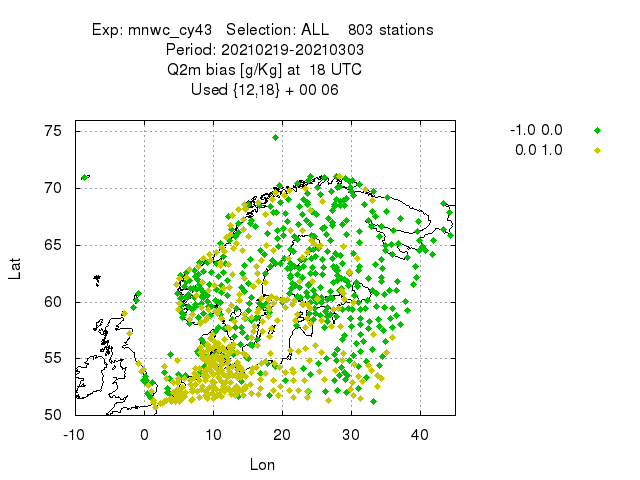 Exp: mnwc_cy43 Selection: ALL 803 stations
Period: 20210219-20210303
Q2m bias [g/Kg] at 18 UTC
Used {12,18} + 00 06
-1.0 0.0
0.0 1.0
75
70
65
60
55
50
Lat
-10 0 10 20 30 40
Lon